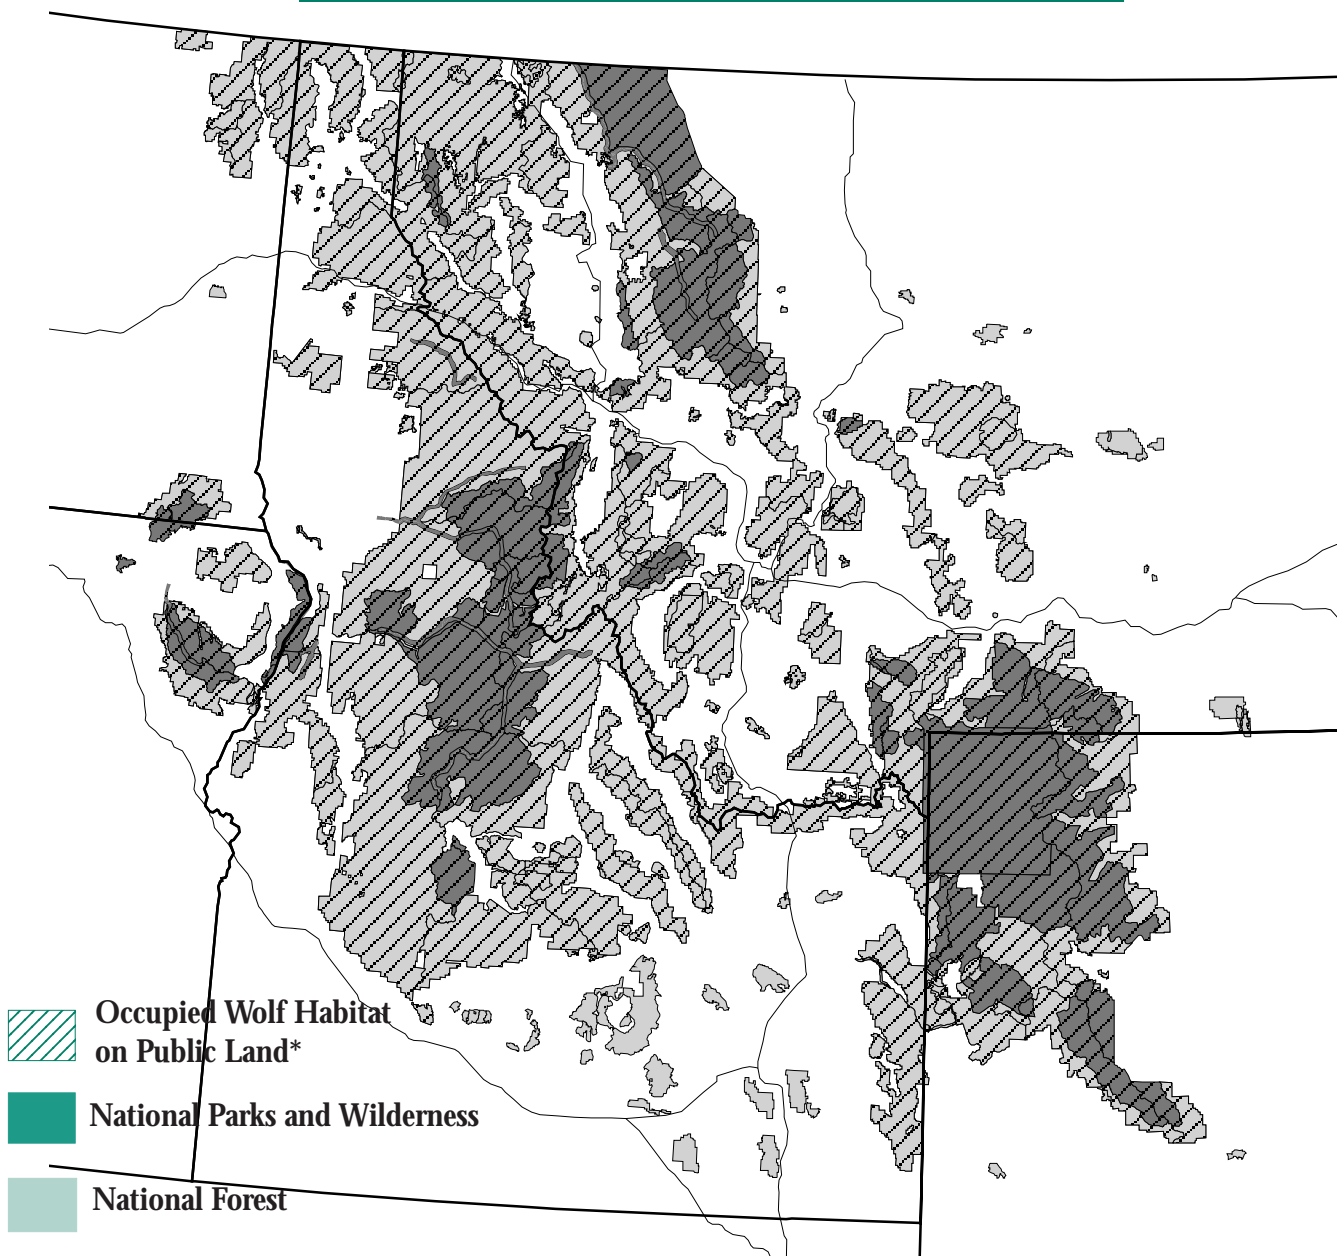 Occupied Wolf Habitat
on Public Land*
National Parks and Wilderness
National Forest